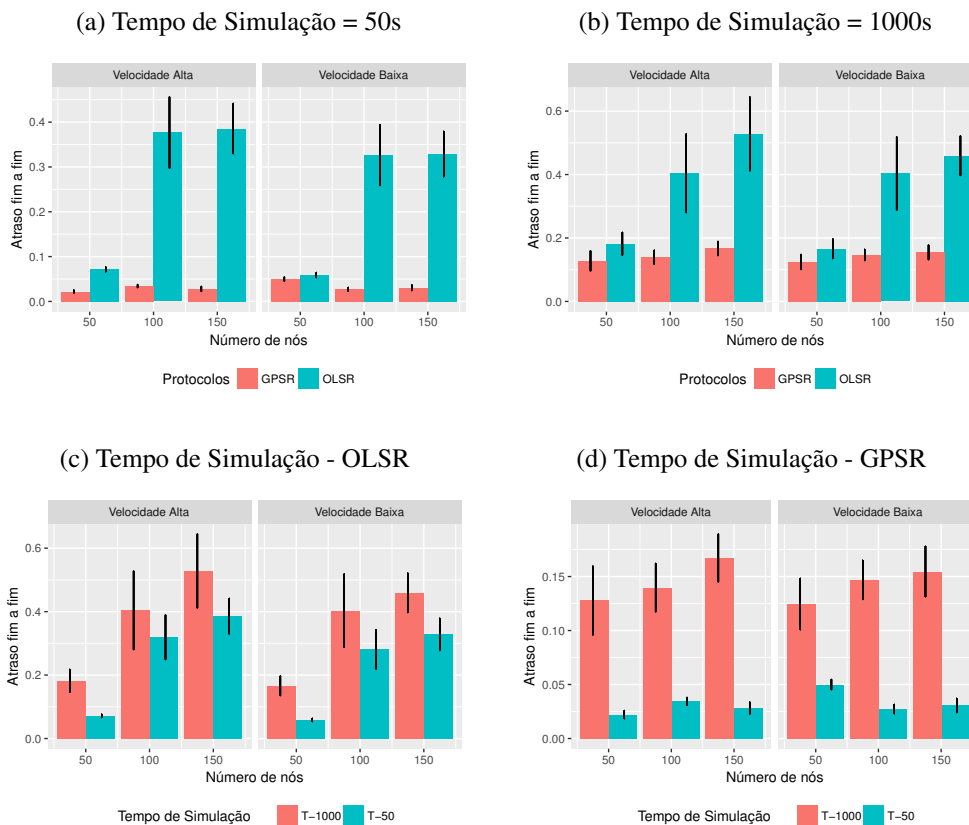 (a) Tempo de Simulação = 50s
Velocidade Alta Velocidade Baixa
Atraso fim a fim
0.4
0.3
0.2
0.1
0.0
50 100 150 50 100 150
Número de nós
Protocolos GPSR OLSR
(b) Tempo de Simulação = 1000s
Velocidade Alta Velocidade Baixa
Atraso fim a fim
0.6
0.4
0.2
0.0
50 100 150 50 100 150
Número de nós
Protocolos GPSR OLSR
(c) Tempo de Simulação - OLSR
Velocidade Alta Velocidade Baixa
Atraso fim a fim
0.6
0.4
0.2
0.0
50 100 150 50 100 150
Número de nós
Tempo de Simulação T−1000 T−50
(d) Tempo de Simulação - GPSR
Velocidade Alta Velocidade Baixa
Atraso fim a fim
0.15
0.10
0.05
0.00
50 100 150 50 100 150
Número de nós
Tempo de Simulação T−1000 T−50